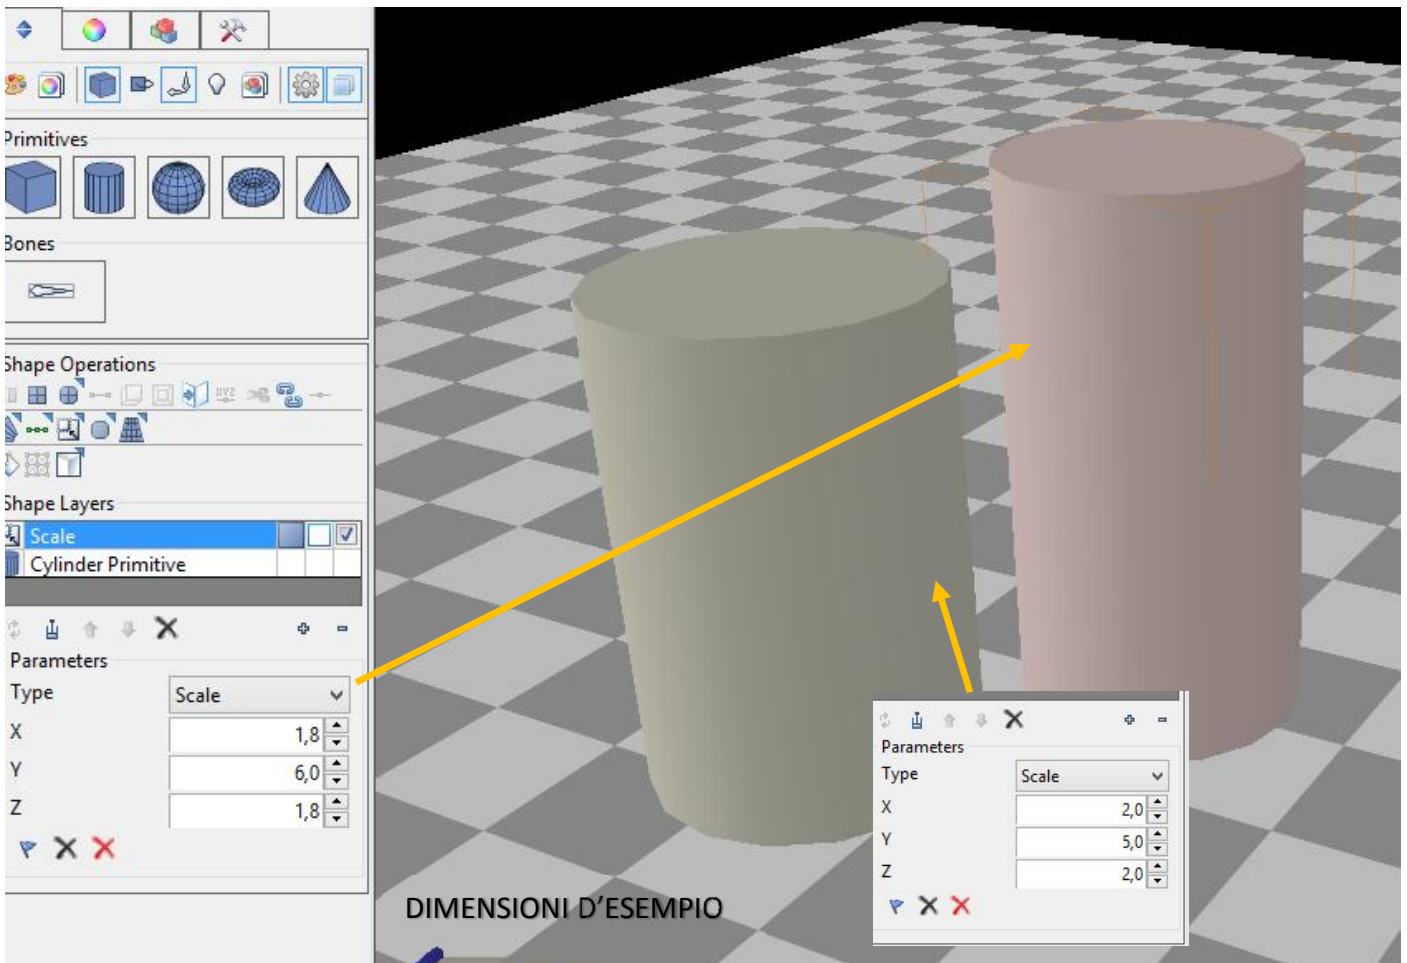 Primitives
Bones
Shape Operations
XYZ
Shape Layers
Scale
Cylinder Primitive
Parameters
Type Scale
X 1,8
Y 6,0
Z 1,8
Parameters
Type Scale
X 2,0
Y 5,0
Z 2,0
DIMENSIONI D’ESEMPIO